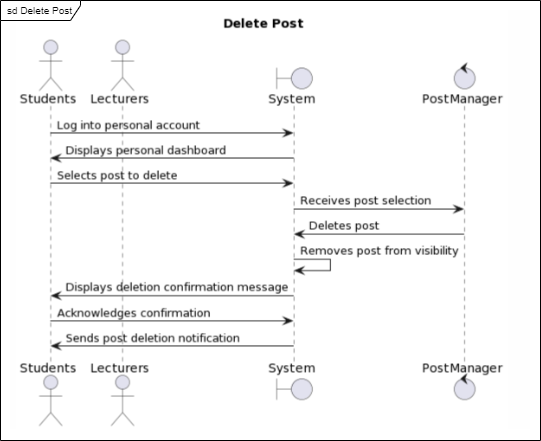 sd Delete Post
Delete Post
Students Lecturers System PostManager
Log into personal account
Displays personal dashboard
Selects post to delete
Receives post selection
Deletes post
Removes post from visibility
Displays deletion confirmation message
Acknowledges confirmation
Sends post deletion notification
Students Lecturers System PostManager